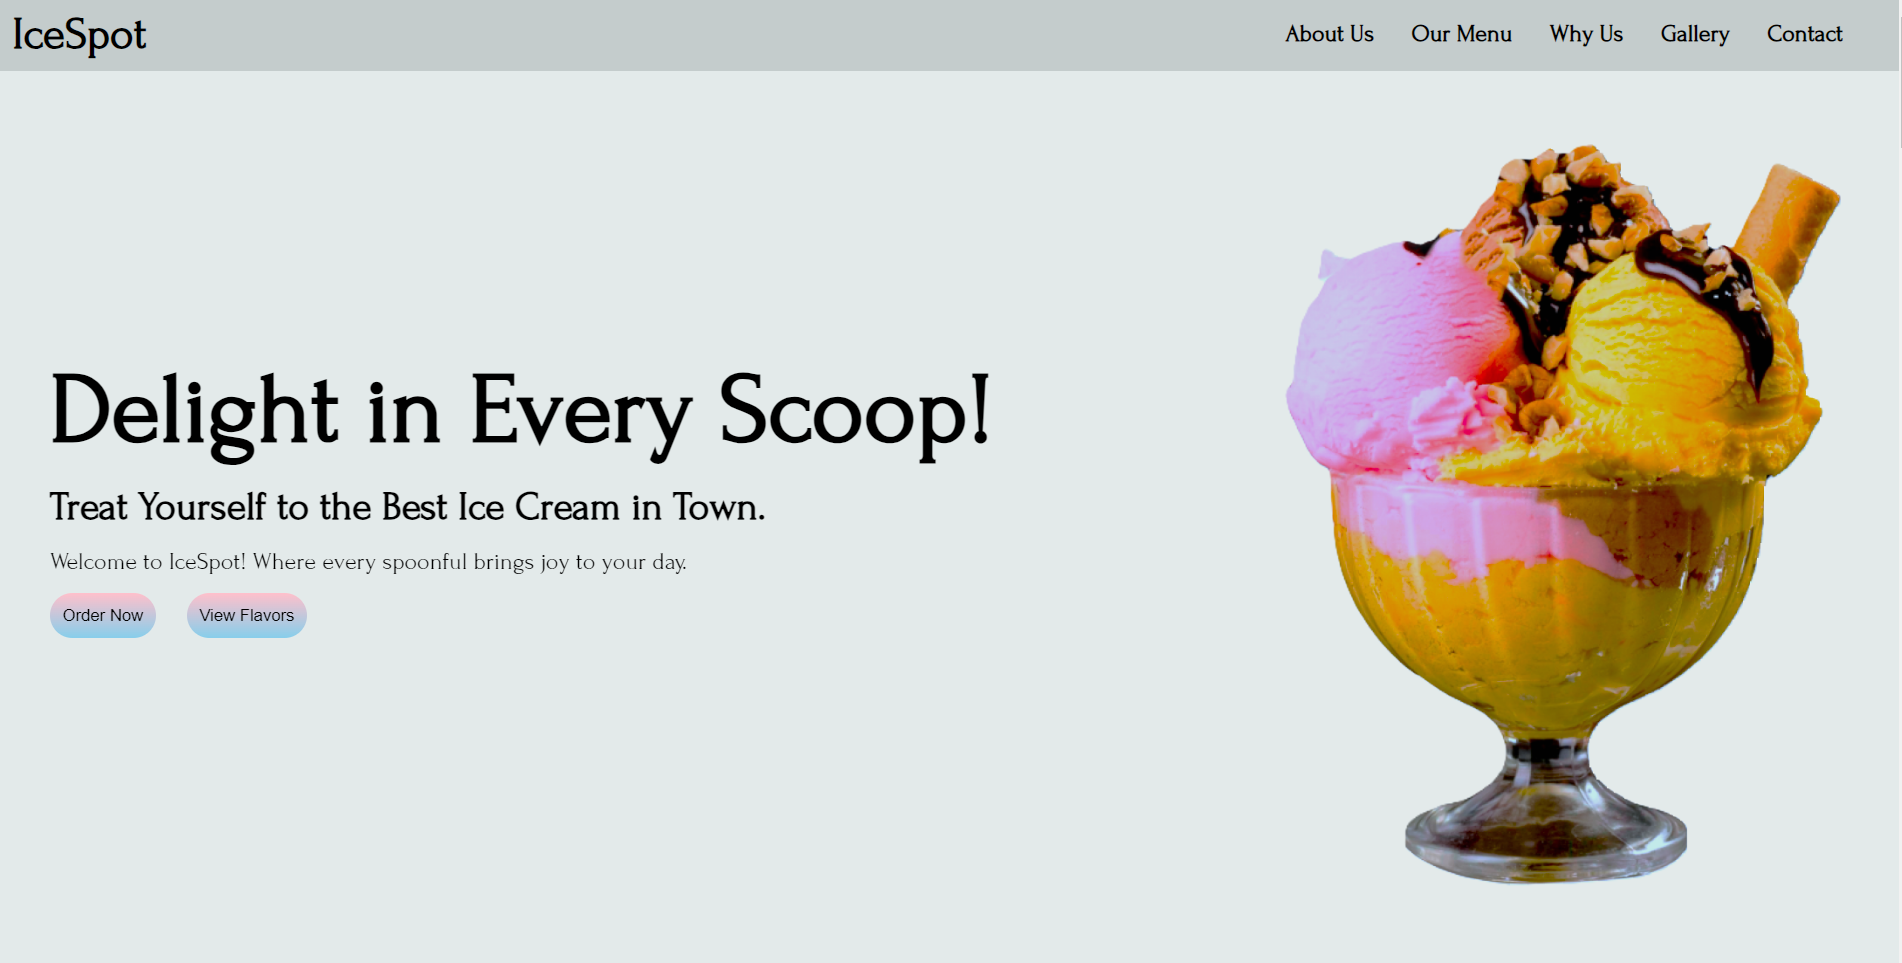 IceSpot
About Us
Our Menu
Why Us
Gallery
Contact
Delight in Every Scoop!
Treat Yourself to the Best Ice Cream in Town.
Welcome to IceSpot! Where every spoonful brings joy to your day.
Order Now
View Flavors